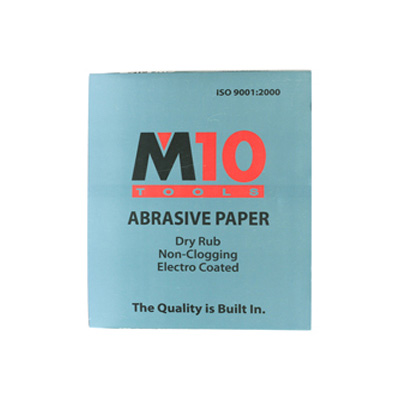 ISO 9001:2000
M10
TOOLS
ABRASIVE PAPER
Dry Rub
Non-Clogging
Electro Coated
The Quality is Built In.